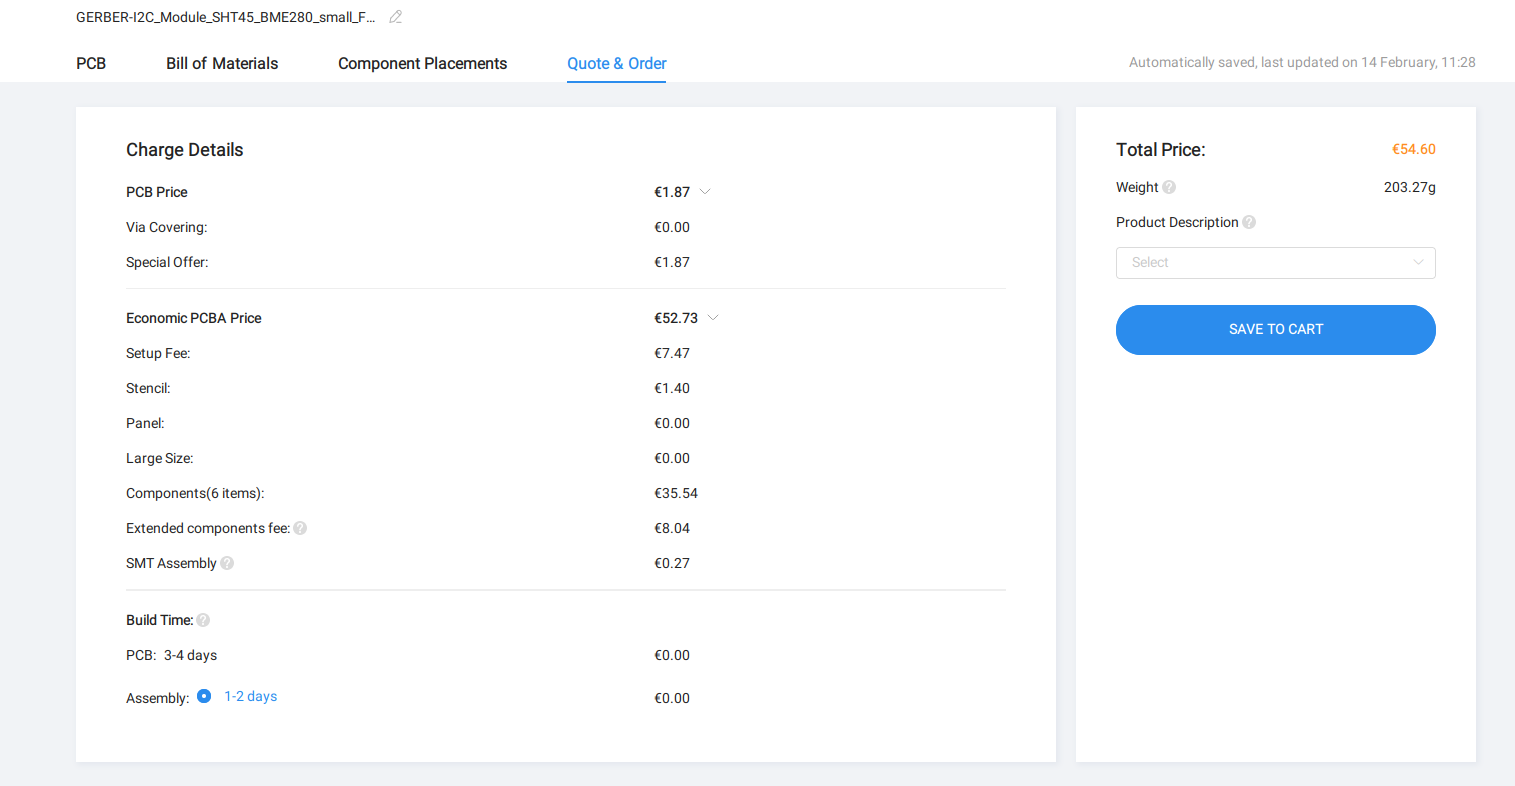 GERBER-I2C_Module_SHT45_BME280_small_F...
PCB Bill of Materials Component Placements Quote & Order Automatically saved, last updated on 14 February, 11:28
Charge Details
PCB Price €1.87
Via Covering: €0.00
Special Offer: €1.87
Economic PCBA Price €52.73
Setup Fee: €7.47
Stencil: €1.40
Panel: €0.00
Large Size: €0.00
Components(6 items): €35.54
Extended components fee: ? €8.04
SMT Assembly ? €0.27
Build Time: ?
PCB: 3-4 days €0.00
Assembly: 1-2 days €0.00
Total Price: €54.60
Weight ? 203.27g
Product Description ?
Select
SAVE TO CART